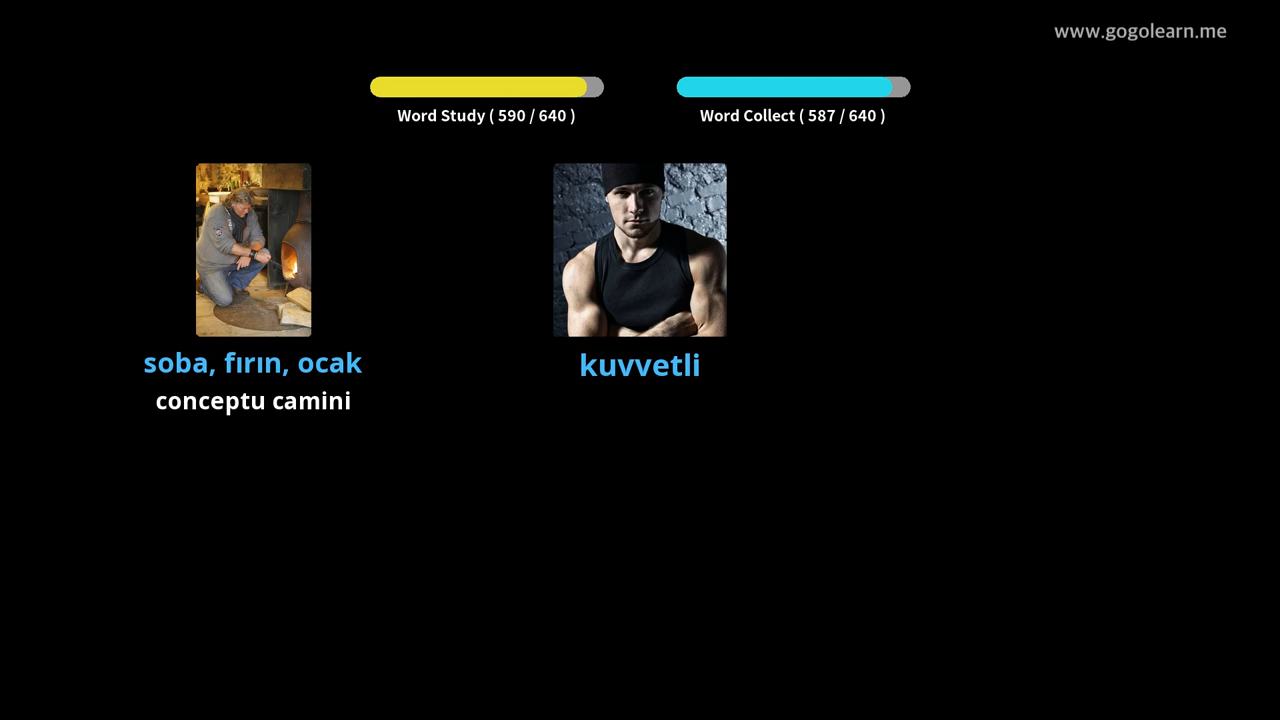 www.gogolearn.me
Word Study ( 590 / 640 )
Word Collect ( 587 / 640 )
soba, fırın, ocak
conceptu camini
kuvvetli